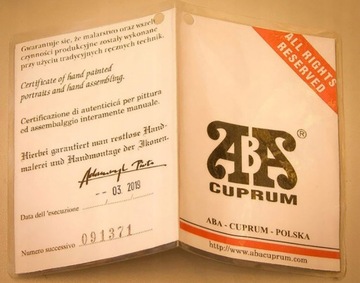 Gwarantuje się, że malarstwo oraz wszel
czynności produkcyjne zostały wykonane
przy użyciu tradycyjnych ręcznych technik.
Certificate of hand painted
portraits and hand assembling.
Certificazione di autenticità per pittura
ed assemblaggio interamente manuale.
Hierbei garantiert man restlose Hand-
malerei und Handmontage der Ikonen.
-- 03. 2019
Data dell'esecuzione
Numero successivo 091371
ALL RIGHTS
RESERVED
ABA®
CUPRUM
ABA - CUPRUM - POLSKA
http://www.abacuprum.com